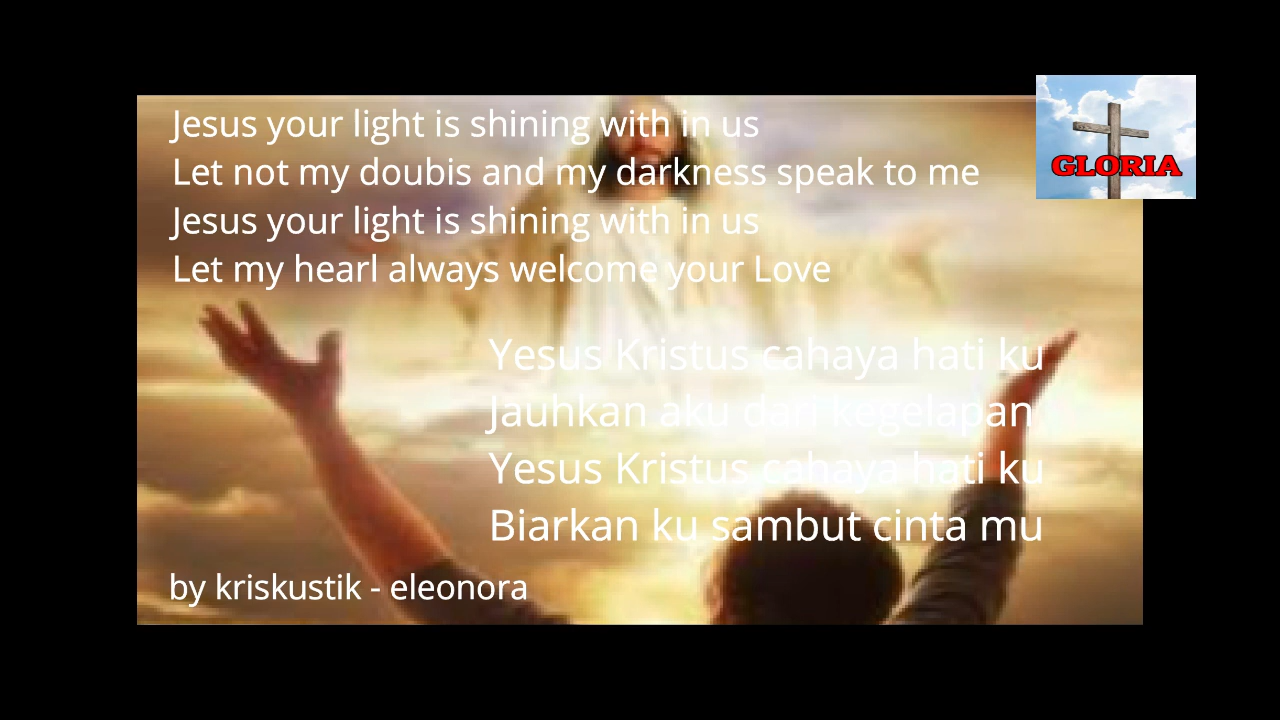 Jesus your light is shining with in us
Let not my doubis and my darkness speak to me
Jesus your light is shining with in us
Let my hearl always welcome your Love
GLORIA
Yesus Kristus cahaya hati ku
Jauhkan aku dari kegelapan
Yesus Kristus cahaya hati ku
Biarkan ku sambut cinta mu
by kriskustik - eleonora